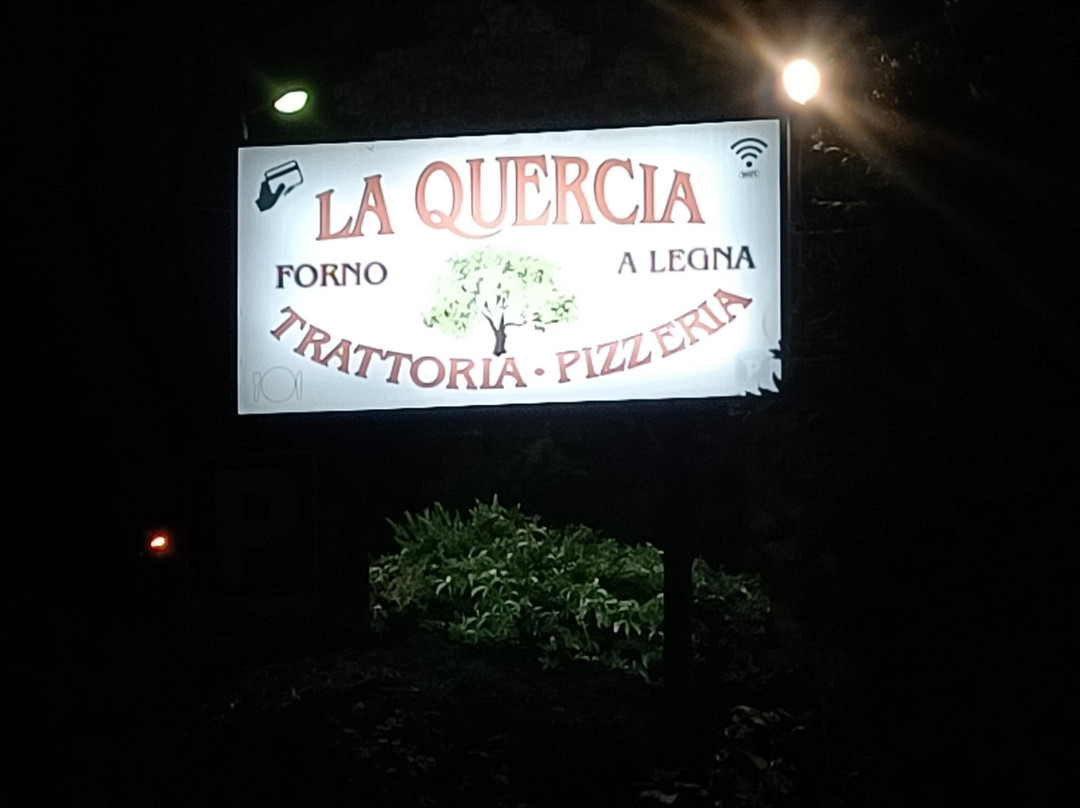 LA QUERCIA
FORNO A LEGNA
TRATTORIA · PIZZERIA
P
P